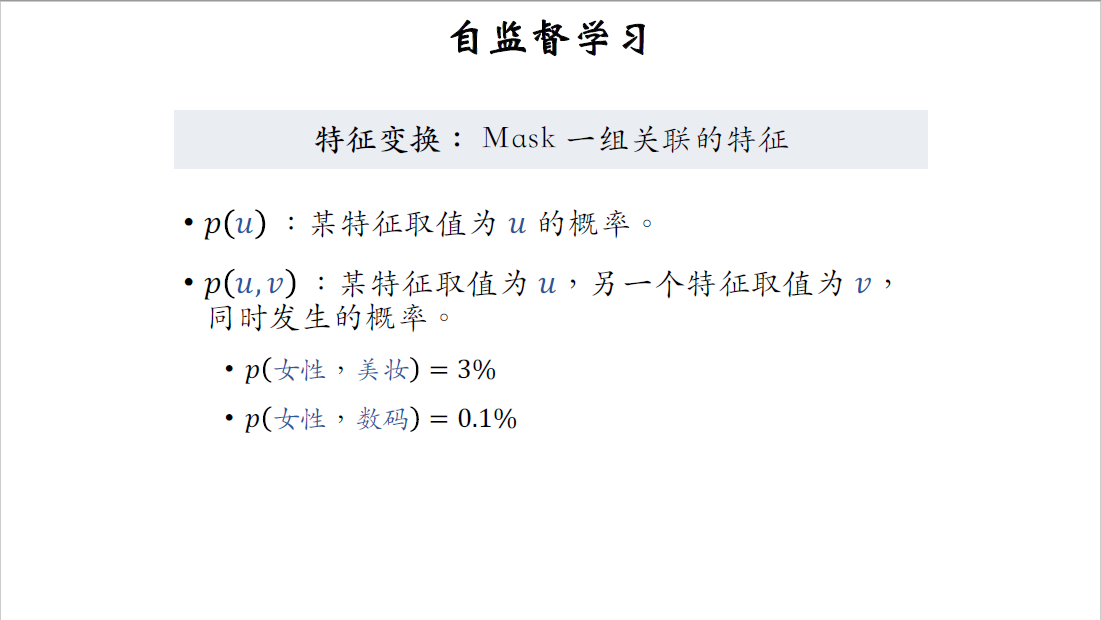 自监督学习
特征变换：Mask 一组关联的特征
• p(u)：某特征取值为 u 的概率。
• p(u,v)：某特征取值为 u，另一个特征取值为 v，
同时发生的概率。
• p(女性，美妆) = 3%
• p(女性，数码) = 0.1%